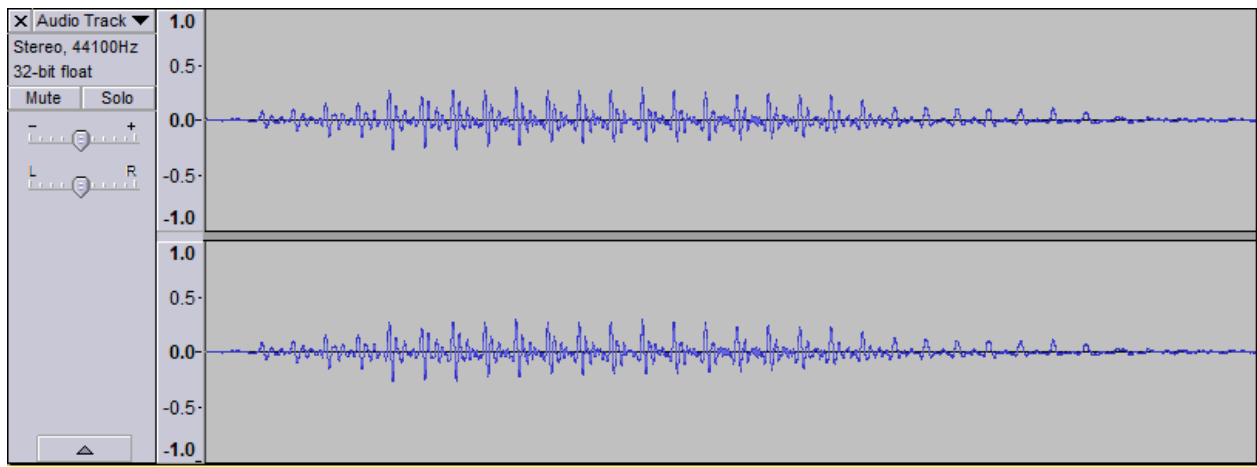 X Audio Track ▼
Stereo, 44100Hz
32-bit float
Mute Solo
- +
L R
1.0
0.5-
0.0-
-0.5-
-1.0
1.0
0.5-
0.0-
-0.5-
-1.0